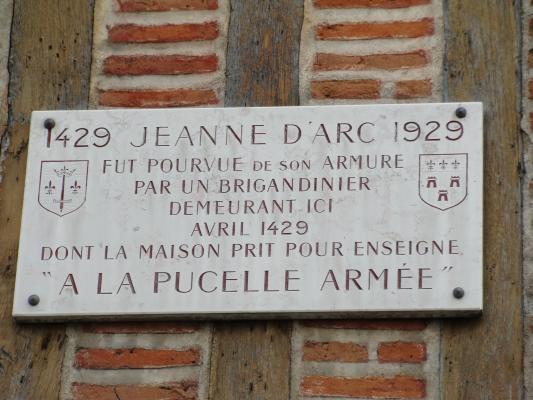 1429 JEANNE D'ARC 1929
FUT POURVUE DE SON ARMURE
PAR UN BRIGANDINIER
DEMEURANT ICI
AVRIL 1429
DONT LA MAISON PRIT POUR ENSEIGNE
"A LA PUCELLE ARMÉE"